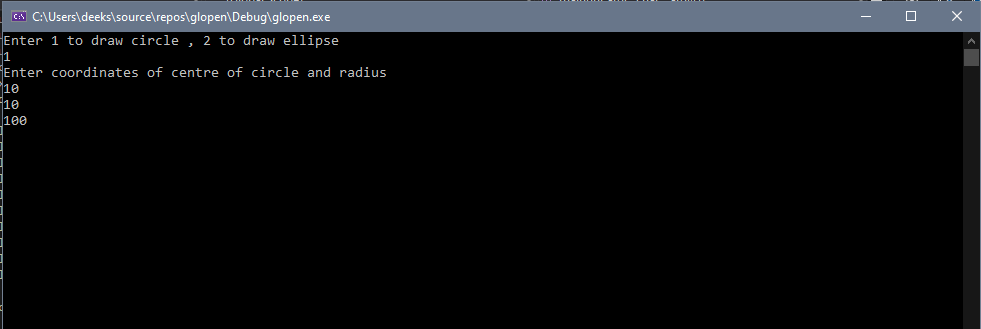 C:\Users\deeks\source\repos\glopen\Debug\glopen.exe
Enter 1 to draw circle , 2 to draw ellipse
1
Enter coordinates of centre of circle and radius
10
10
100